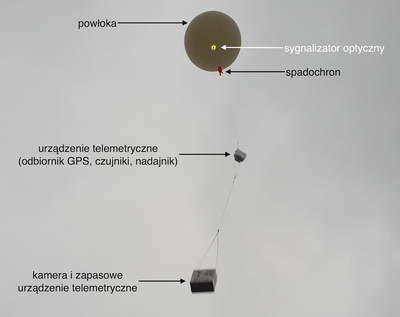 powłoka
sygnalizator optyczny
spadochron
urządzenie telemetryczne
(odbiornik GPS, czujniki, nadajnik)
kamera i zapasowe
urządzenie telemetryczne